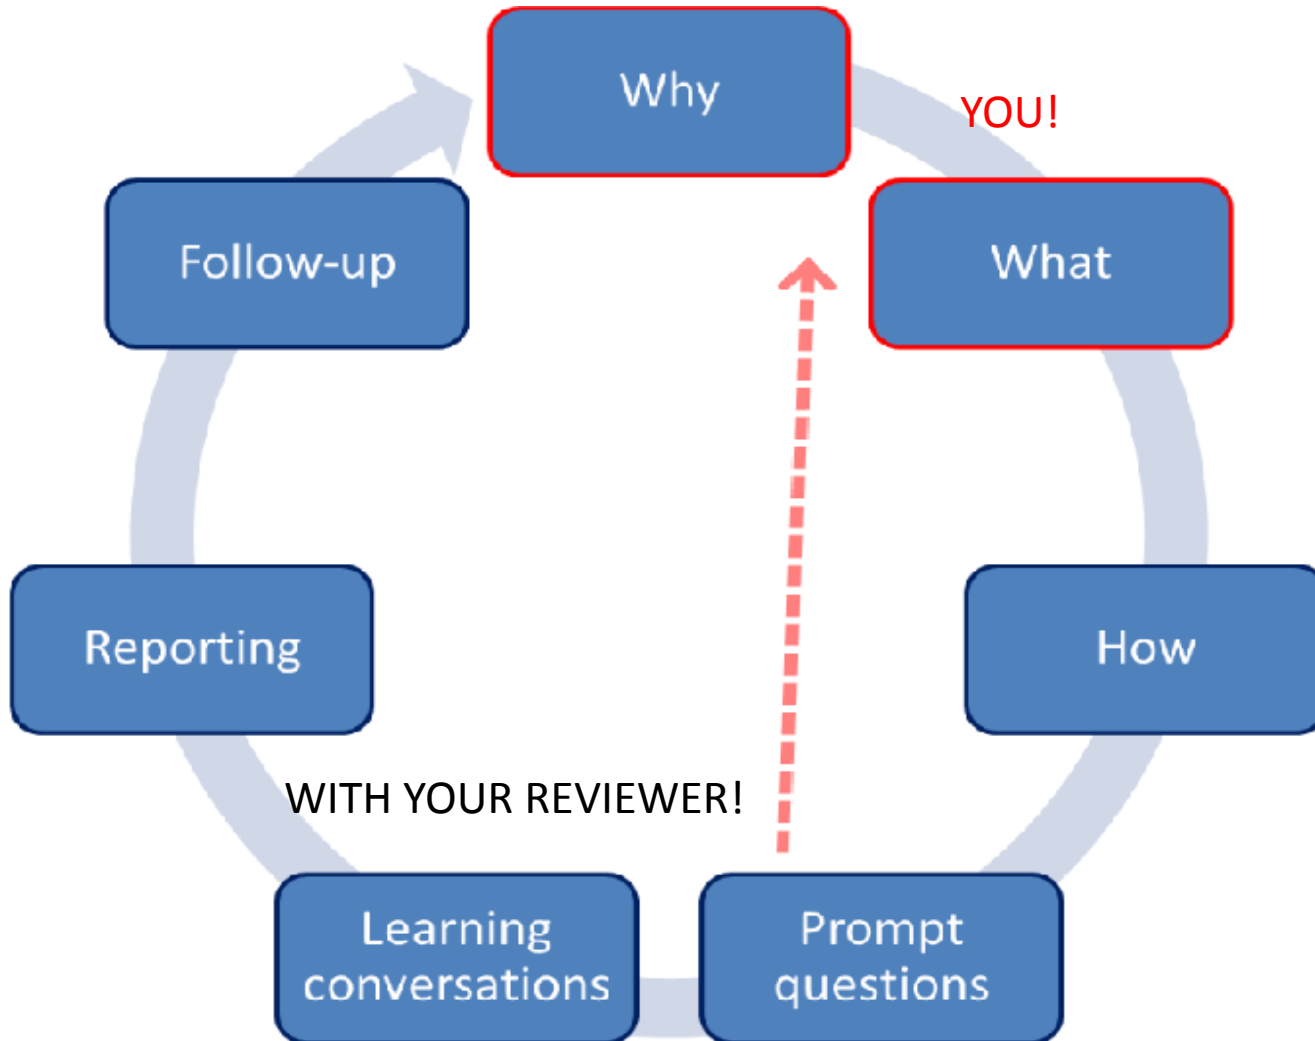 Why
YOU!
What
Follow-up
How
Reporting
WITH YOUR REVIEWER!
Learning
conversations
Prompt
questions